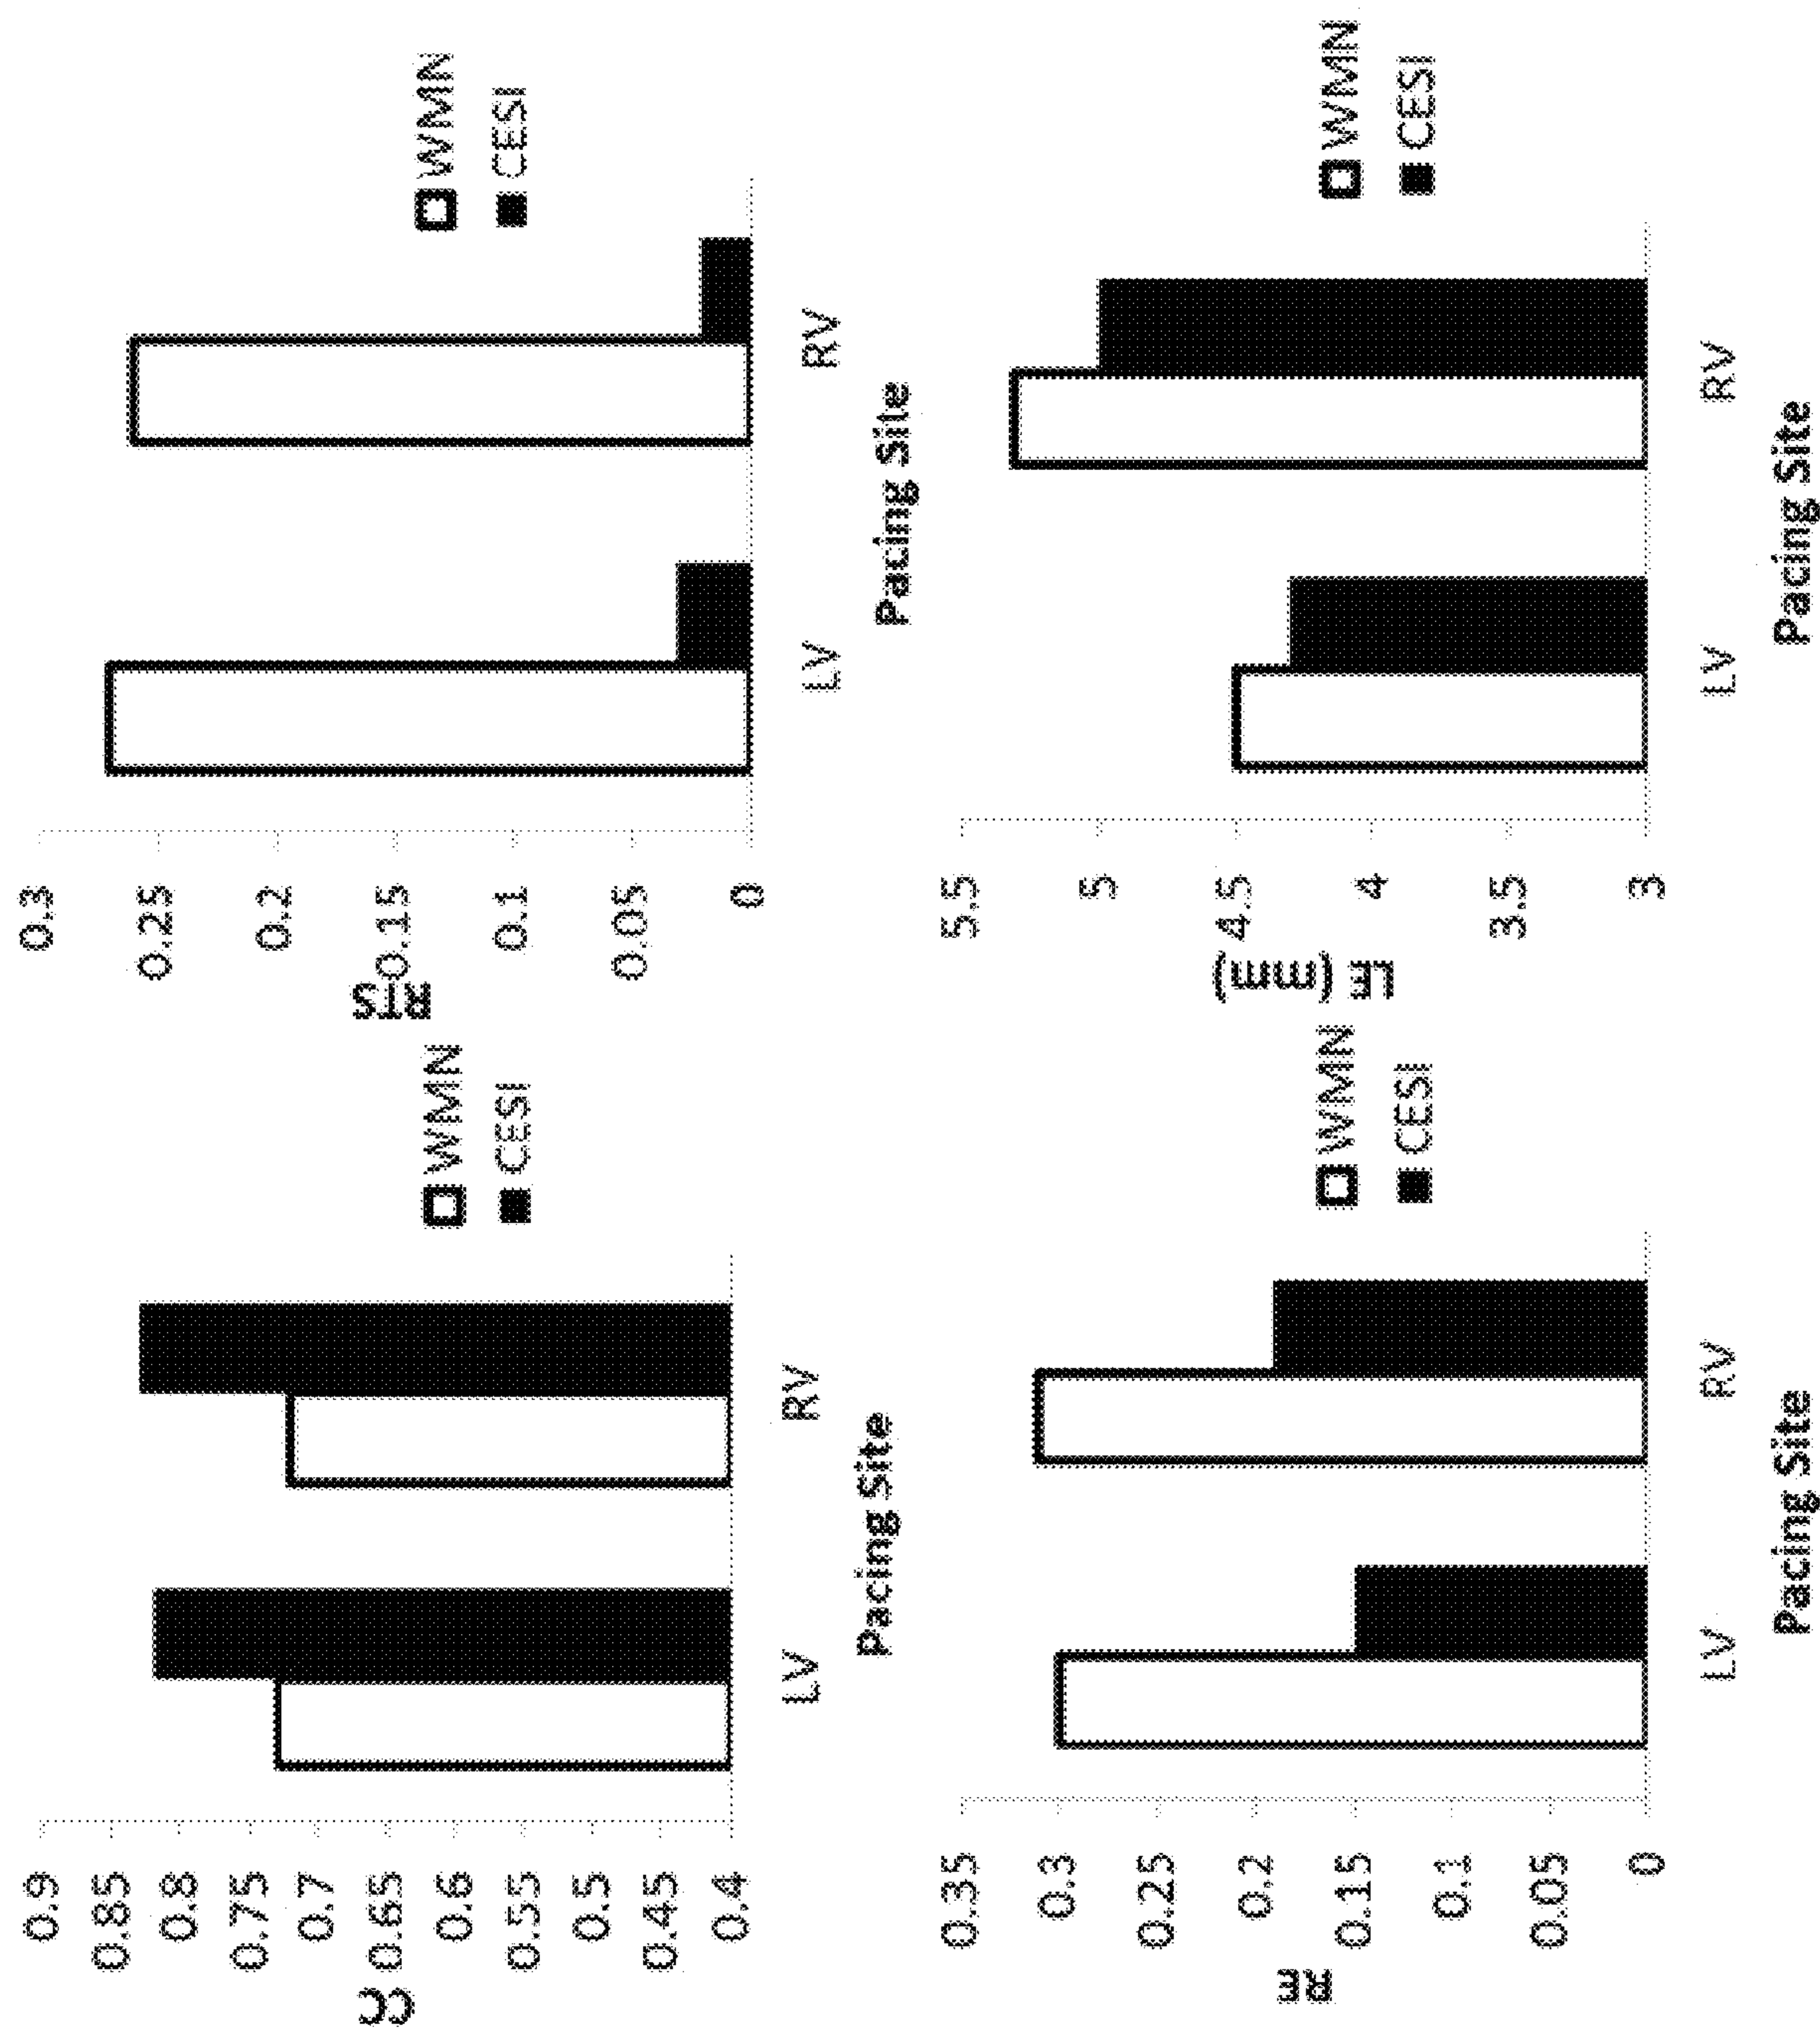 CC
0.9
0.85
0.8
0.75
0.7
0.65
0.6
0.55
0.5
0.45
0.4
LV
RV
Pacing Site
WMN
CESI
RTS
0.3
0.25
0.2
0.15
0.1
0.05
0
LV
RV
Pacing Site
WMN
CESI
RE
0.35
0.3
0.25
0.2
0.15
0.1
0.05
0
LV
RV
Pacing Site
WMN
CESI
LE (mm)
5.5
5
4.5
4
3.5
3
LV
RV
Pacing Site
WMN
CESI